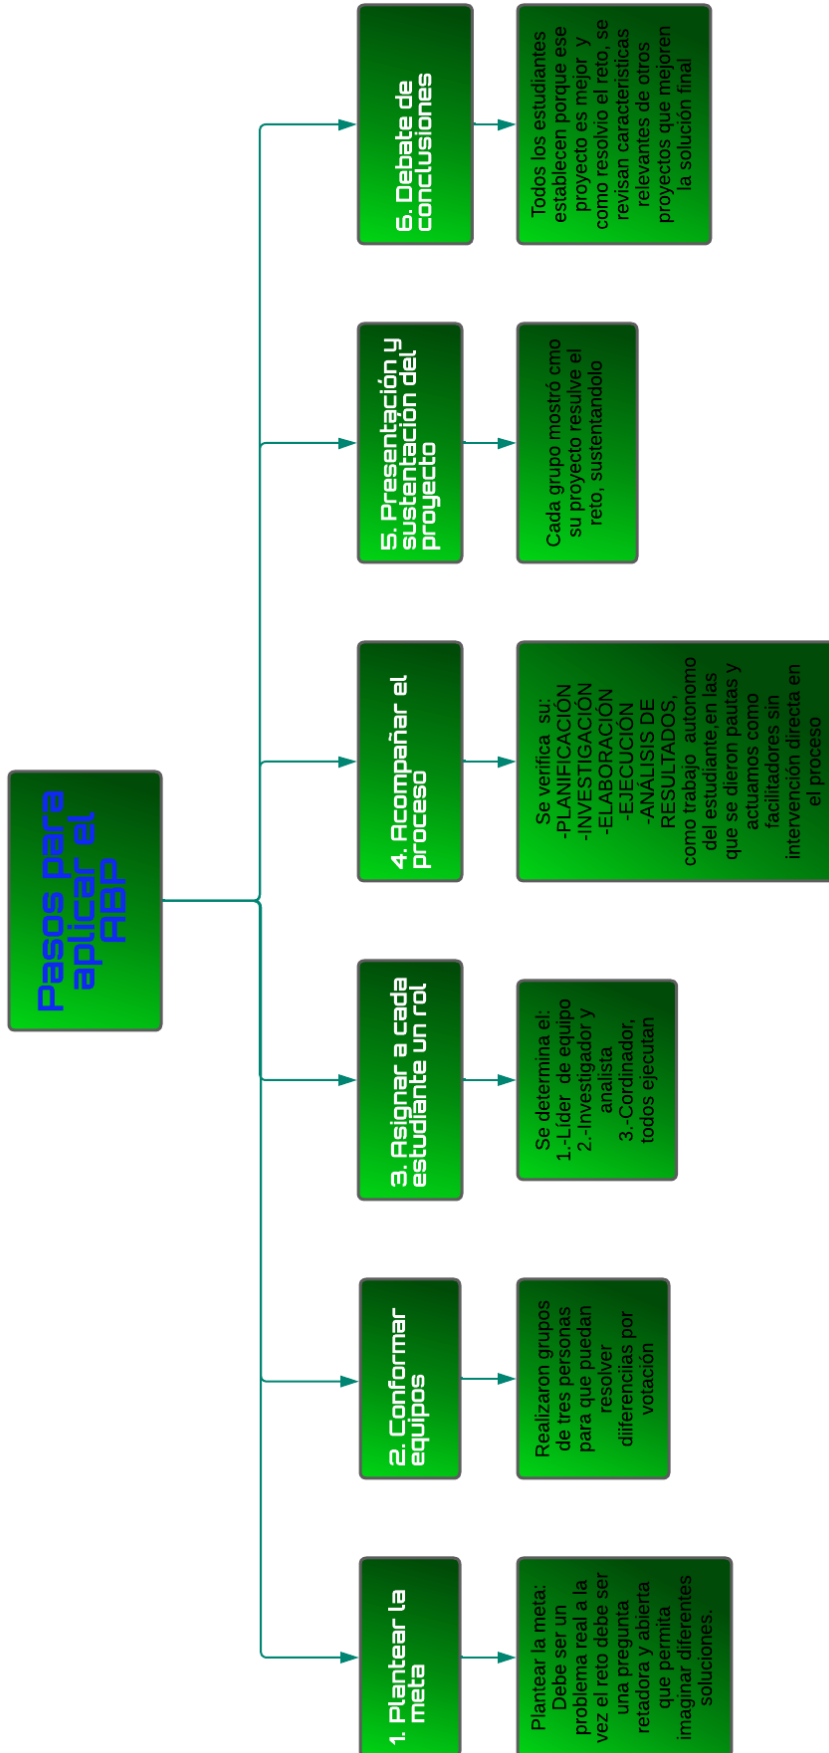 Pasos para
aplicar el
ABP
1. Plantear la
meta
Plantear la meta:
Debe ser un
problema real a la
vez el reto debe ser
una pregunta
retadora y abierta
que permita
imaginar diferentes
soluciones.
2. Conformar
equipos
Realizaron grupos
de tres personas
para que puedan
resolver
diiferenciias por
votación
3. Asignar a cada
estudiante un rol
Se determina el:
1.-Líder de equipo
2.-Investigador y
analista
3.-Cordinador,
todos ejecutan
4. Acompañar el
proceso
Se verifica su:
-PLANIFICACIÓN
-INVESTIGACIÓN
-ELABORACIÓN
-EJECUCIÓN
-ANÁLISIS DE
RESULTADOS,
como trabajo autonomo
del estudiante,en las
que se dieron pautas y
actuamos como
facilitadores sin
intervención directa en
el proceso
5. Presentación y
sustentación del
proyecto
Cada grupo mostró cmo
su proyecto resulve el
reto, sustentandolo
6. Debate de
conclusiones
Todos los estudiantes
establecen porque ese
proyecto es mejor y
como resolvio el reto, se
revisan caracteristicas
relevantes de otros
proyectos que mejoren
la solución final